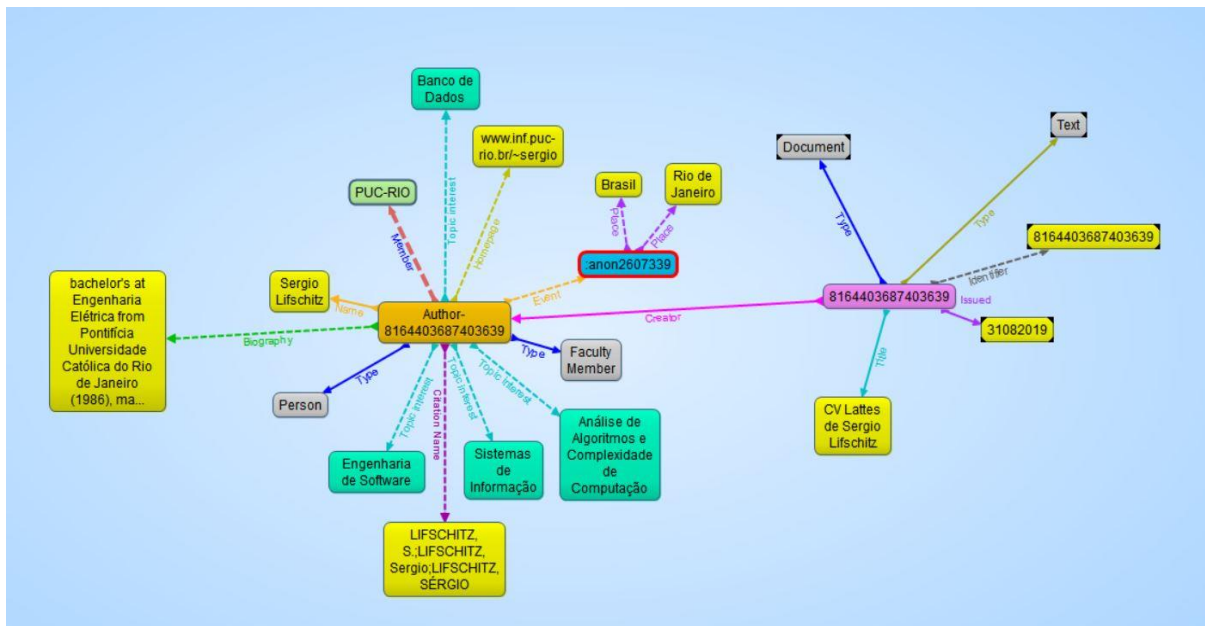 Banco de
Dados
www.inf.puc-
rio.br/~sergio
Text
Document
PUC-RIO
Brasil
Rio de
Janeiro
Topic interest
Homepage
Member
Place
Place
Type
Type
8164403687403639
:anon2607339
Identifier
bachelor's at
Engenharia
Elétrica from
Pontifícia
Universidade
Católica do Rio
de Janeiro
(1986), ma...
Sergio
Lifschitz
Name
Event
8164403687403639
Issued
Author-
8164403687403639
Creator
31082019
Biography
Type
Faculty
Member
Title
Type
Person
Topic interest
Citation Name
Topic interest
Topic Interest
CV Lattes
de Sergio
Lifschitz
Engenharia
de Software
Sistemas
de
Informação
Análise de
Algoritmos e
Complexidade
de
Computação
LIFSCHITZ,
S.;LIFSCHITZ,
Sergio;LIFSCHITZ,
SÉRGIO